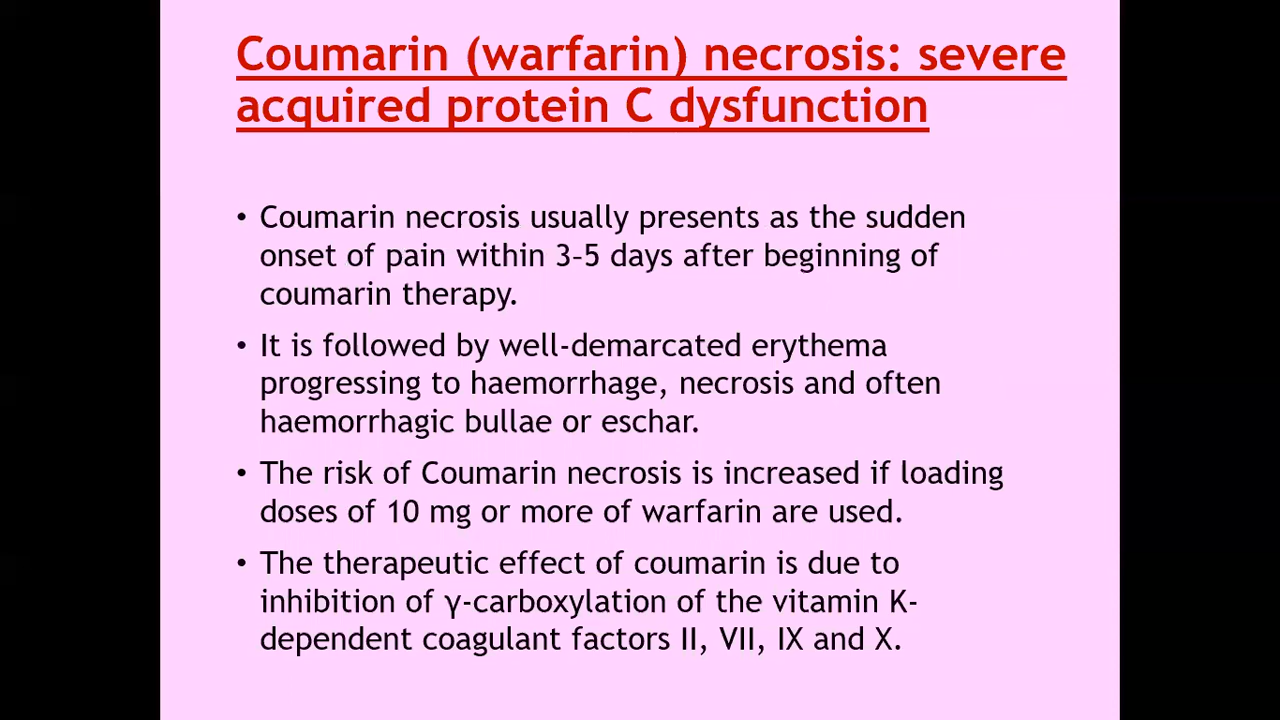 Coumarin (warfarin) necrosis: severe
acquired protein C dysfunction
• Coumarin necrosis usually presents as the sudden
onset of pain within 3-5 days after beginning of
coumarin therapy.
• It is followed by well-demarcated erythema
progressing to haemorrhage, necrosis and often
haemorrhagic bullae or eschar.
• The risk of Coumarin necrosis is increased if loading
doses of 10 mg or more of warfarin are used.
• The therapeutic effect of coumarin is due to
inhibition of γ-carboxylation of the vitamin K-
dependent coagulant factors II, VII, IX and X.